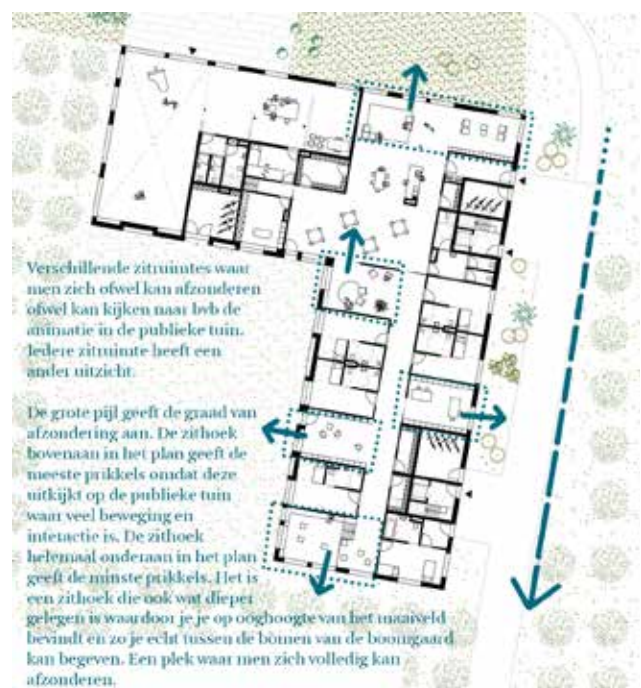 Verschillende zitruimtes waar
men zich ofwel kan afzonderen
ofwel kan kijken naar bvb de
animatie in de publieke tuin.
Iedere zitruimte heeft een
ander uitzicht.
De grote pijl geeft de graad van
afzondering aan. De zithoek
bovenaan in het plan geeft de
meeste prikkels omdat deze
uitkijkt op de publieke tuin
waar veel beweging en
interactie is. De zithoek
helemaal onderaan in het plan
geeft de minste prikkels. Het is
een zithoek die ook wat dieper
gelegen is waardoor je je op ooghoogte van het maaiveld
bevindt en zo je echt tussen de bomen van de boomgaard
kan begeven. Een plek waar men zich volledig kan
afzonderen.